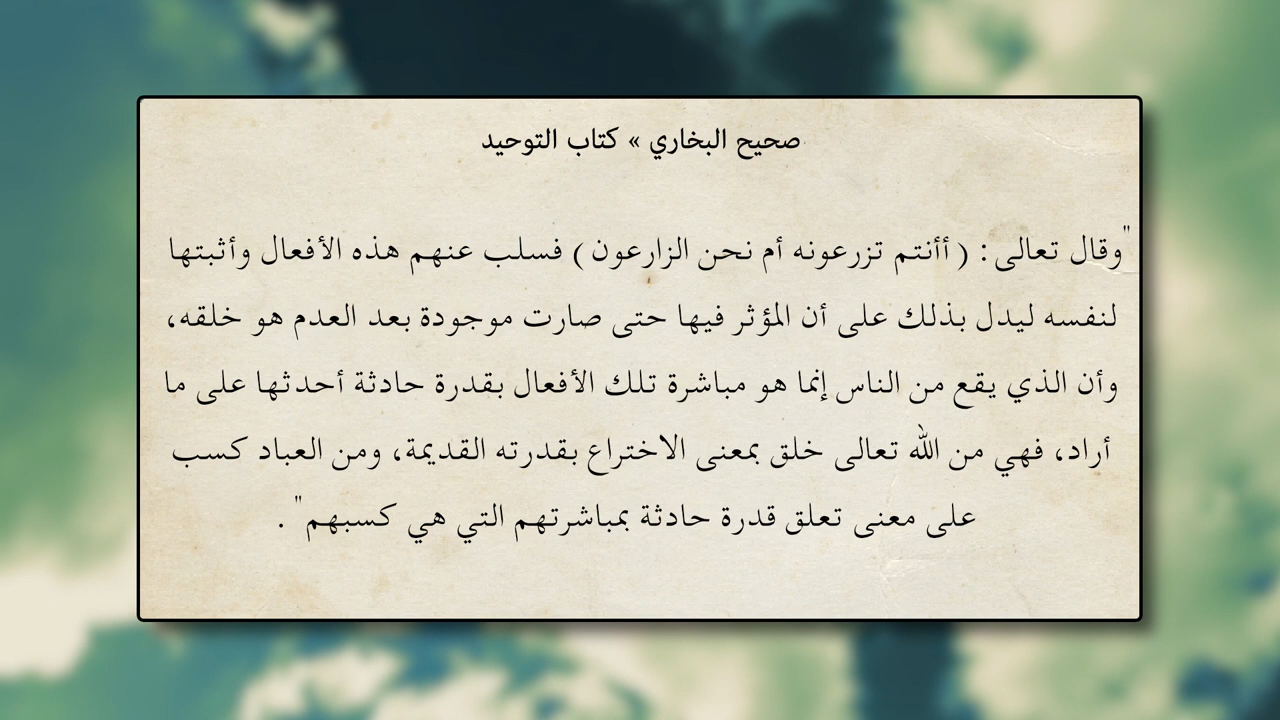 صحيح البخاري » كتاب التوحيد
"وقال تعالى: (أأنتم تزرعونه أم نحن الزارعون) فسلب عنهم هذه الأفعال وأثبتها
لنفسه ليدل بذلك على أن المؤثر فيها حتى صارت موجودة بعد العدم هو خلقه،
وأن الذي يقع من الناس إنما هو مباشرة تلك الأفعال بقدرة حادثة أحدثها على ما
أراد، فهي من الله تعالى خلق بمعنى الاختراع بقدرته القديمة، ومن العباد كسب
على معنى تعلق قدرة حادثة بمباشرتهم التي هي كسبهم".